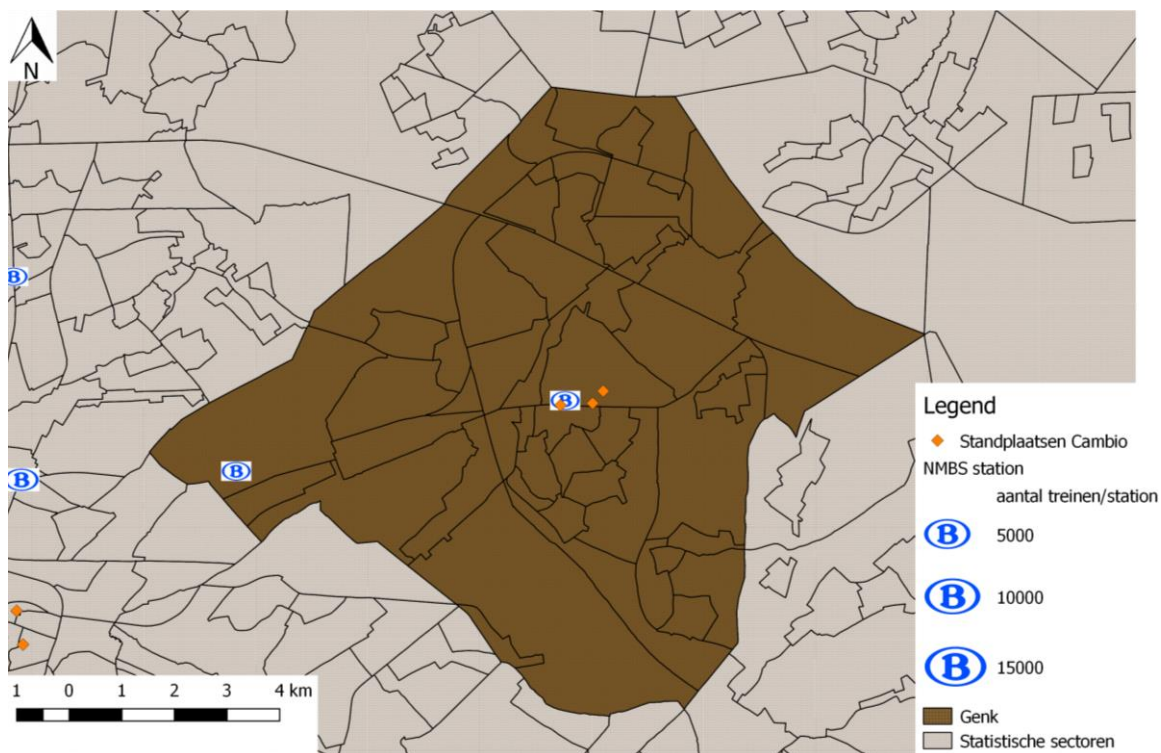 N
B
B
B
B
Legend
Standplaatsen Cambio
NMBS station
aantal treinen/station
B 5000
B 10000
B 15000
Genk
Statistische sectoren
1 0 1 2 3 4 km